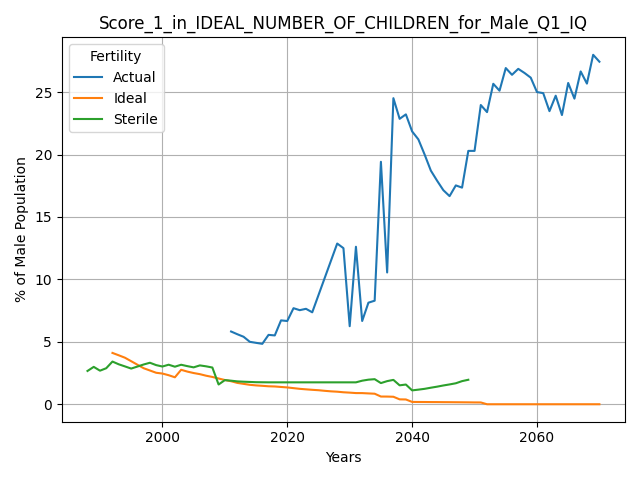 Score_1_in_IDEAL_NUMBER_OF_CHILDREN_for_Male_Q1_IQ
Fertility
Actual
Ideal
Sterile
% of Male Population
25
20
15
10
5
0
2000 2020 2040 2060
Years